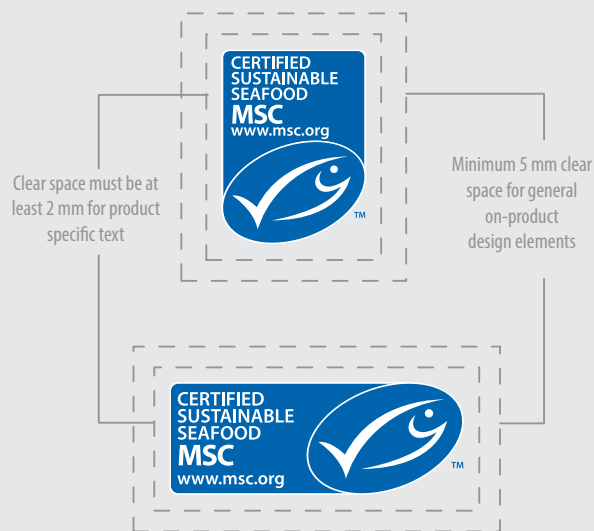 CERTIFIED
SUSTAINABLE
SEAFOOD
MSC
www.msc.org
TM
Clear space must be at
least 2 mm for product
specific text
Minimum 5 mm clear
space for general
on-product
design elements
CERTIFIED
SUSTAINABLE
SEAFOOD
MSC
www.msc.org
TM